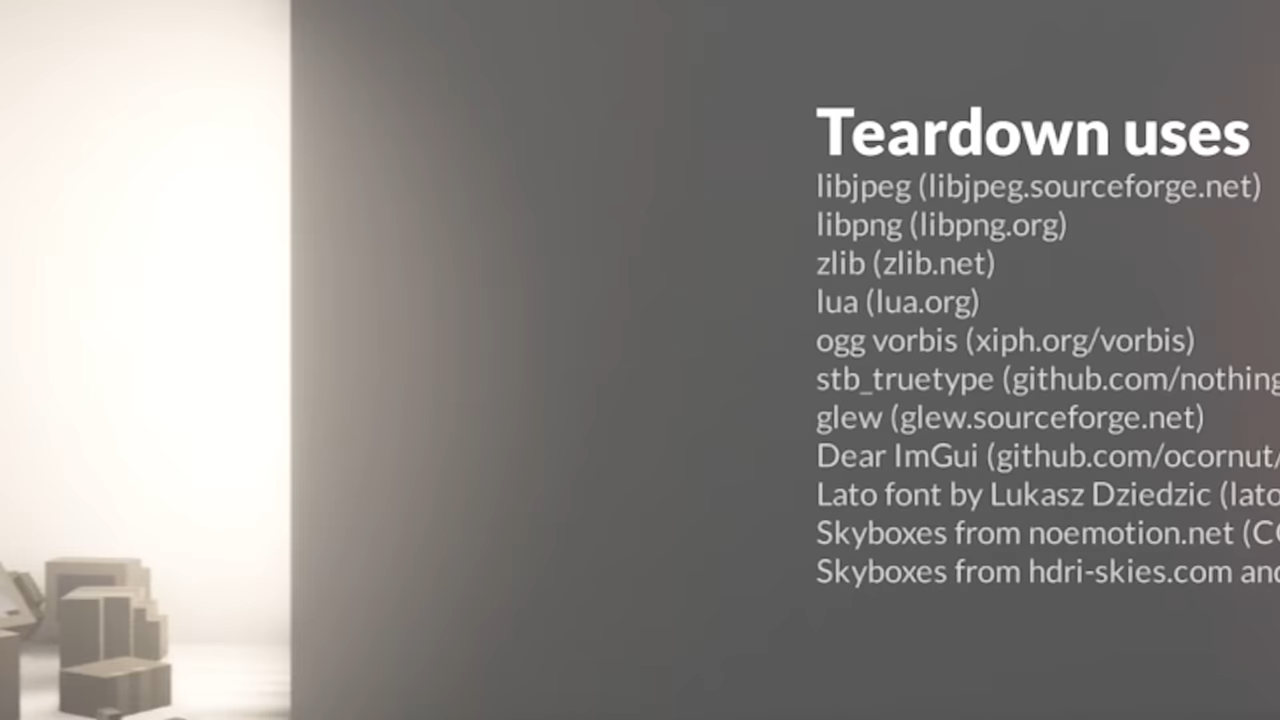 Teardown uses
libjpeg (libjpeg.sourceforge.net)
libpng (libpng.org)
zlib (zlib.net)
lua (lua.org)
ogg vorbis (xiph.org/vorbis)
stb_truetype (github.com/nothing
glew (glew.sourceforge.net)
Dear ImGui (github.com/ocornut/
Lato font by Lukasz Dziedzic (lato
Skyboxes from noemotion.net (CC
Skyboxes from hdri-skies.com and